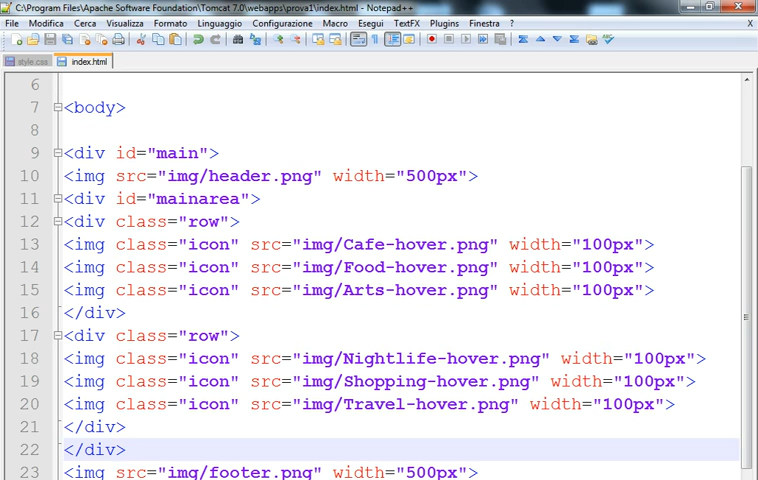 C:\Program Files\Apache Software Foundation\Tomcat 7.0\webapps\prova1\index.html - Notepad++
File Modifica Cerca Visualizza Formato Linguaggio Configurazione Macro Esegui TextFX Plugins Finestra ? X
style.css index.html
6
7 <body>
8
9 <div id="main">
10 <img src="img/header.png" width="500px">
11 <div id="mainarea">
12 <div class="row">
13 <img class="icon" src="img/Cafe-hover.png" width="100px">
14 <img class="icon" src="img/Food-hover.png" width="100px">
15 <img class="icon" src="img/Arts-hover.png" width="100px">
16 </div>
17 <div class="row">
18 <img class="icon" src="img/Nightlife-hover.png" width="100px">
19 <img class="icon" src="img/Shopping-hover.png" width="100px">
20 <img class="icon" src="img/Travel-hover.png" width="100px">
21 </div>
22 </div>
23 <img src="img/footer.png" width="500px">